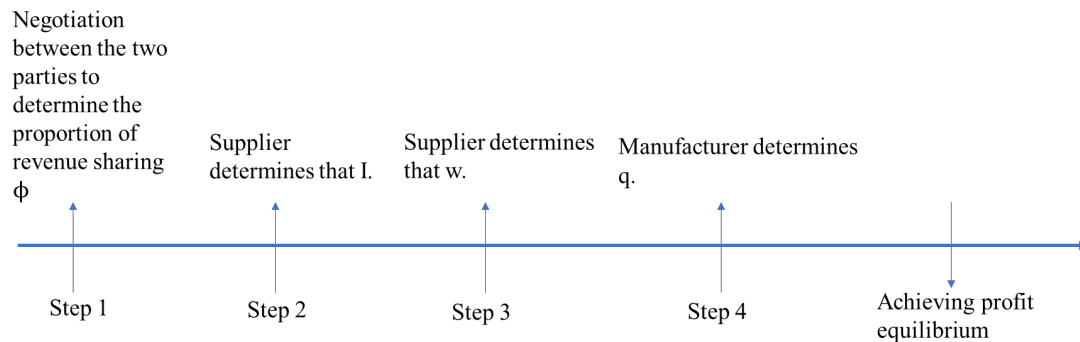 Negotiation
between the two
parties to
determine the
proportion of
revenue sharing
ϕ
Supplier
determines that I.
Supplier determines
that w.
Manufacturer determines
q.
Step 1
Step 2
Step 3
Step 4
Achieving profit
equilibrium